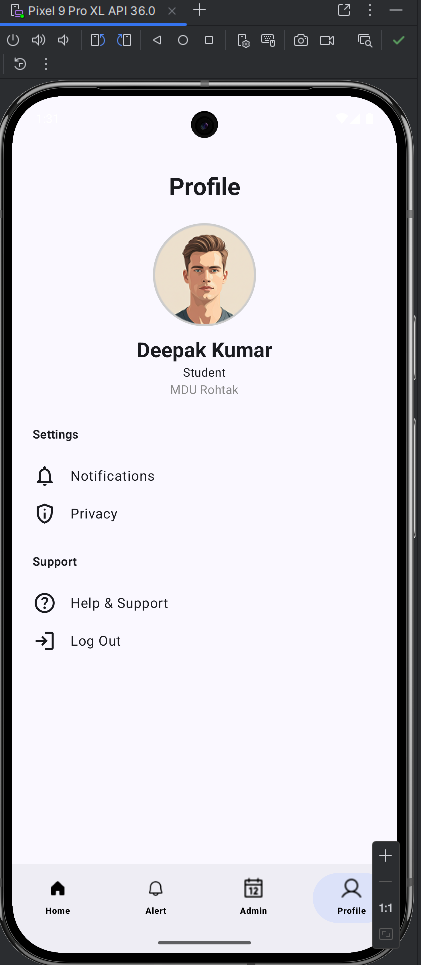 Pixel 9 Pro XL API 36.0
Profile
Deepak Kumar
Student
MDU Rohtak
Settings
Notifications
Privacy
Support
Help & Support
Log Out
12
Home
Alert
Admin
Profile
1:1